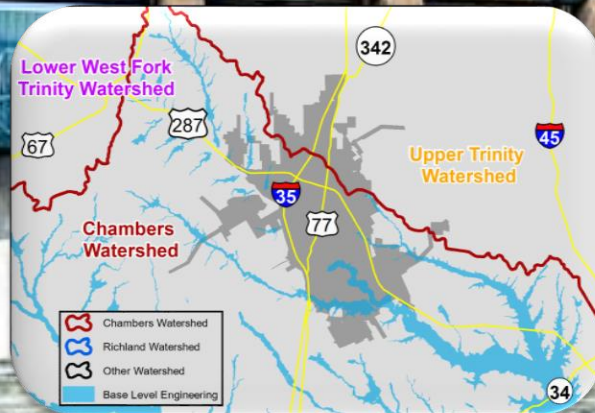 342
Lower West Fork
Trinity Watershed
287
67
45
Upper Trinity
Watershed
35
77
Chambers
Watershed
Chambers Watershed
Richland Watershed
Other Watershed
Base Level Engineering
34